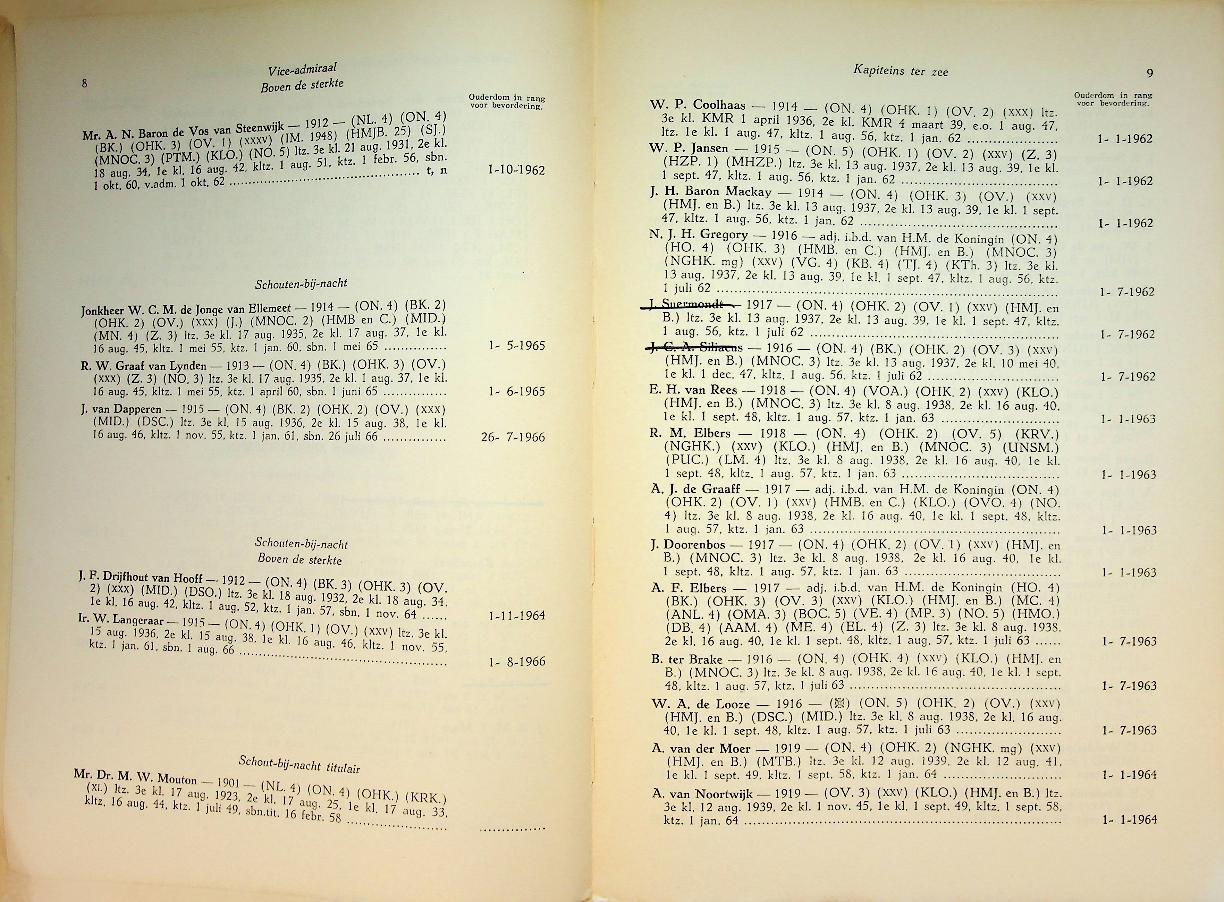 8
Vice-admiraal
Boven de sterkte
Ouderdom in rang
voor bevordering.
Mr. A. N. Baron de Vos van Steenwijk — 1912 — (NL. 4) (ON. 4)
(BK.) (OHK. 3) (OV. 1) (XXXV) (IM. 1948) (HMJB. 25) (SJ.)
(MNOC. 3) (PTM.) (KLO.) (NO. 5) ltz. 3e kl. 21 aug. 1931, 2e kl.
18 aug. 34, 1e kl. 16 aug. 42, kltz. 1 aug. 51, ktz. 1 febr. 56, sbn.
1 okt. 60, v.adm. 1 okt. 62 .......... t, n 1-10-1962
Schouten-bij-nacht
Jonkheer W. C. M. de Jonge van Ellemeet — 1914 — (ON. 4) (BK. 2)
(OHK. 2) (OV.) (XXX) (J.) (MNOC. 2) (HMB en C.) (MID.)
(MN. 4) (Z. 3) ltz. 3e kl. 17 aug. 1935, 2e kl. 17 aug. 37, 1e kl.
16 aug. 45, kltz. 1 mei 55, ktz. 1 jan. 60, sbn. 1 mei 65 .......... 1- 5-1965
R. W. Graaf van Lynden — 1913 — (ON. 4) (BK.) (OHK. 3) (OV.)
(XXX) (Z. 3) (NO. 3) ltz. 3e kl. 17 aug. 1935, 2e kl. 1 aug. 37, 1e kl.
16 aug. 45, kltz. 1 mei 55, ktz. 1 april 60, sbn. 1 juni 65 .......... 1- 6-1965
J. van Dapperen — 1915 — (ON. 4) (BK. 2) (OHK. 2) (OV.) (XXX)
(MID.) (DSC.) ltz. 3e kl. 15 aug. 1936, 2e kl. 15 aug. 38, 1e kl.
16 aug. 46, kltz. 1 nov. 55, ktz. 1 jan. 61, sbn. 26 juli 66 .......... 26- 7-1966
Schouten-bij-nacht
Boven de sterkte
J. F. Drijfhout van Hooff — 1912 — (ON. 4) (BK. 3) (OHK. 3) (OV.
2) (XXX) (MID.) (DSO.) ltz. 3e kl. 18 aug. 1932, 2e kl. 18 aug. 34,
1e kl. 16 aug. 42, kltz. 1 aug. 52, ktz. 1 jan. 57, sbn. 1 nov. 64 ...... 1-11-1964
Ir. W. Langeraar — 1915 — (ON. 4) (OHK. 1) (OV.) (XXV) ltz. 3e kl.
15 aug. 1936, 2e kl. 15 aug. 38, 1e kl. 16 aug. 46, kltz. 1 nov. 55,
ktz. 1 jan. 61, sbn. 1 aug. 66 .......... 1- 8-1966
Schout-bij-nacht titulair
Mr. Dr. M. W. Mouton — 1901 — (NL. 4) (ON. 4) (OHK.) (KRK.)
(XL) ltz. 3e kl. 17 aug. 1923, 2e kl. 17 aug. 25, 1e kl. 17 aug. 33,
kltz. 16 aug. 44, ktz. 1 juli 49, sbn.tit. 16 febr. 58 .......... ..........
Kapiteins ter zee
9
Ouderdom in rang
voor bevordering.
W. P. Coolhaas — 1914 — (ON. 4) (OHK. 1) (OV. 2) (XXX) ltz.
3e kl. KMR 1 april 1936, 2e kl. KMR 4 maart 39, e.o. 1 aug. 47,
ltz. 1e kl. 1 aug. 47, kltz. 1 aug. 56, ktz. 1 jan. 62 .......... 1- 1-1962
W. P. Jansen — 1915 — (ON. 5) (OHK. 1) (OV. 2) (XXV) (Z. 3)
(HZP. 1) (MHZP.) ltz. 3e kl. 13 aug. 1937, 2e kl. 13 aug. 39, 1e kl.
1 sept. 47, kltz. 1 aug. 56, ktz. 1 jan. 62 .......... 1- 1-1962
J. H. Baron Mackay — 1914 — (ON. 4) (OHK. 3) (OV.) (XXV)
(HMJ. en B.) ltz. 3e kl. 13 aug. 1937, 2e kl. 13 aug. 39, 1e kl. 1 sept.
47, kltz. 1 aug. 56, ktz. 1 jan. 62 .......... 1- 1-1962
N. J. H. Gregory — 1916 — adj. i.b.d. van H.M. de Koningin (ON. 4)
(HO. 4) (OHK. 3) (HMB. en C.) (HMJ. en B.) (MNOC. 3)
(NGHK. mg) (XXV) (VG. 4) (KB. 4) (TJ. 4) (KTh. 3) ltz. 3e kl.
13 aug. 1937, 2e kl. 13 aug. 39, 1e kl. 1 sept. 47, kltz. 1 aug. 56, ktz.
1 juli 62 .......... 1- 7-1962
J. Suermondt — 1917 — (ON. 4) (OHK. 2) (OV. 1) (XXV) (HMJ. en
B.) ltz. 3e kl. 13 aug. 1937, 2e kl. 13 aug. 39, 1e kl. 1 sept. 47, kltz.
1 aug. 56, ktz. 1 juli 62 .......... 1- 7-1962
J. C. A. Siliacus — 1916 — (ON. 4) (BK.) (OHK. 2) (OV. 3) (XXV)
(HMJ. en B.) (MNOC. 3) ltz. 3e kl. 13 aug. 1937, 2e kl. 10 mei 40,
1e kl. 1 dec. 47, kltz. 1 aug. 56, ktz. 1 juli 62 .......... 1- 7-1962
E. H. van Rees — 1918 — (ON. 4) (VOA.) (OHK. 2) (XXV) (KLO.)
(HMJ. en B.) (MNOC. 3) ltz. 3e kl. 8 aug. 1938, 2e kl. 16 aug. 40,
1e kl. 1 sept. 48, kltz. 1 aug. 57, ktz. 1 jan. 63 .......... 1- 1-1963
R. M. Elbers — 1918 — (ON. 4) (OHK. 2) (OV. 5) (KRV.)
(NGHK.) (XXV) (KLO.) (HMJ. en B.) (MNOC. 3) (UNSM.)
(PUC.) (LM. 4) ltz. 3e kl. 8 aug. 1938, 2e kl. 16 aug. 40, 1e kl.
1 sept. 48, kltz. 1 aug. 57, ktz. 1 jan. 63 .......... 1- 1-1963
A. J. de Graaff — 1917 — adj. i.b.d. van H.M. de Koningin (ON. 4)
(OHK. 2) (OV. 1) (XXV) (HMB. en C.) (KLO.) (OVO. 4) (NO.
4) ltz. 3e kl. 8 aug. 1938, 2e kl. 16 aug. 40, 1e kl. 1 sept. 48, kltz.
1 aug. 57, ktz. 1 jan. 63 .......... 1- 1-1963
J. Doorenbos — 1917 — (ON. 4) (OHK. 2) (OV. 1) (XXV) (HMJ. en
B.) (MNOC. 3) ltz. 3e kl. 8 aug. 1938, 2e kl. 16 aug. 40, 1e kl.
1 sept. 48, kltz. 1 aug. 57, ktz. 1 jan. 63 .......... 1- 1-1963
A. F. Elbers — 1917 — adj. i.b.d. van H.M. de Koningin (HO. 4)
(BK.) (OHK. 3) (OV. 3) (XXV) (KLO.) (HMJ. en B.) (MC. 4)
(ANL. 4) (OMA. 3) (BOC. 5) (VE. 4) (MP. 3) (NO. 5) (HMO.)
(DB. 4) (AAM. 4) (ME. 4) (EL. 4) (Z. 3) ltz. 3e kl. 8 aug. 1938,
2e kl. 16 aug. 40, 1e kl. 1 sept. 48, kltz. 1 aug. 57, ktz. 1 juli 63 ...... 1- 7-1963
B. ter Brake — 1916 — (ON. 4) (OHK. 4) (XXV) (KLO.) (HMJ. en
B.) (MNOC. 3) ltz. 3e kl. 8 aug. 1938, 2e kl. 16 aug. 40, 1e kl. 1 sept.
48, kltz. 1 aug. 57, ktz. 1 juli 63 .......... 1- 7-1963
W. A. de Looze — 1916 — (ON. 5) (OHK. 2) (OV.) (XXV)
(HMJ. en B.) (DSC.) (MID.) ltz. 3e kl. 8 aug. 1938, 2e kl. 16 aug.
40, 1e kl. 1 sept. 48, kltz. 1 aug. 57, ktz. 1 juli 63 .......... 1- 7-1963
A. van der Moer — 1919 — (ON. 4) (OHK. 2) (NGHK. mg) (XXV)
(HMJ. en B.) (MTB.) ltz. 3e kl. 12 aug. 1939, 2e kl. 12 aug. 41,
1e kl. 1 sept. 49, kltz. 1 sept. 58, ktz. 1 jan. 64 .......... 1- 1-1964
A. van Noortwijk — 1919 — (OV. 3) (XXV) (KLO.) (HMJ. en B.) ltz.
3e kl. 12 aug. 1939, 2e kl. 1 nov. 45, 1e kl. 1 sept. 49, kltz. 1 sept. 58,
ktz. 1 jan. 64 .......... 1- 1-1964